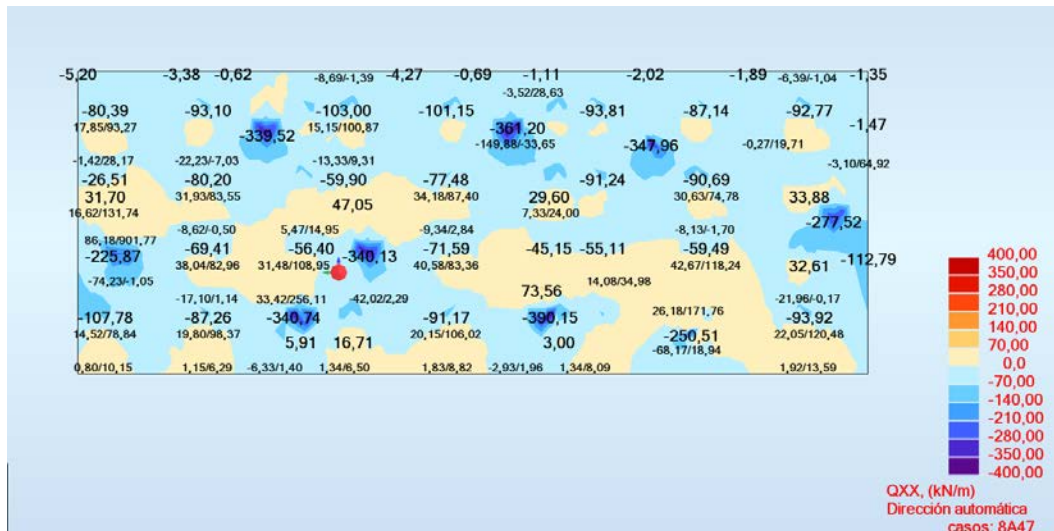 -5,20 -3,38 -0,62 -4,27 -0,69 -1,11 -2,02 -1,89 -1,35
-8,69/-1,39 -6,39/-1,04
-3,52/28,63
-80,39 -93,10 -103,00 -101,15 -93,81 -87,14 -92,77
17,85/93,27 15,15/100,87 -1,47
-339,52 -361,20
-149,88/-33,65 -347,96 -0,27/19,71
-1,42/28,17 -22,23/-7,03 -13,33/9,31 -3,10/64,92
-26,51 -80,20 -59,90 -77,48 -91,24 -90,69
31,70 31,93/83,55 34,18/87,40 29,60 30,63/74,78 33,88
47,05
16,62/131,74 7,33/24,00 -277,52
-8,62/-0,50 5,47/14,95 -9,34/2,84 -8,13/-1,70
86,18/901,77 -69,41 -56,40 -71,59 -45,15 -55,11 -59,49
-225,87 -340,13 -112,79
38,04/82,96 31,48/108,95 40,58/83,36 42,67/118,24 32,61
-74,23/-1,05 14,08/34,98
73,56
-17,10/1,14 33,42/256,11 -42,02/2,29 -21,96/-0,17
26,18/171,76
-107,78 -87,26 -340,74 -91,17 -390,15 -93,92
14,52/78,84 19,80/98,37 20,15/106,02 -250,51 22,05/120,48
5,91 16,71 3,00
-68,17/18,94
0,80/10,15 1,15/6,29 -6,33/1,40 1,34/6,50 1,83/8,82 -2,93/1,96 1,34/8,09 1,92/13,59
400,00
350,00
280,00
210,00
140,00
70,00
0,0
-70,00
-140,00
-210,00
-280,00
-350,00
-400,00
QXX, (kN/m)
Dirección automática
casos: 8A47